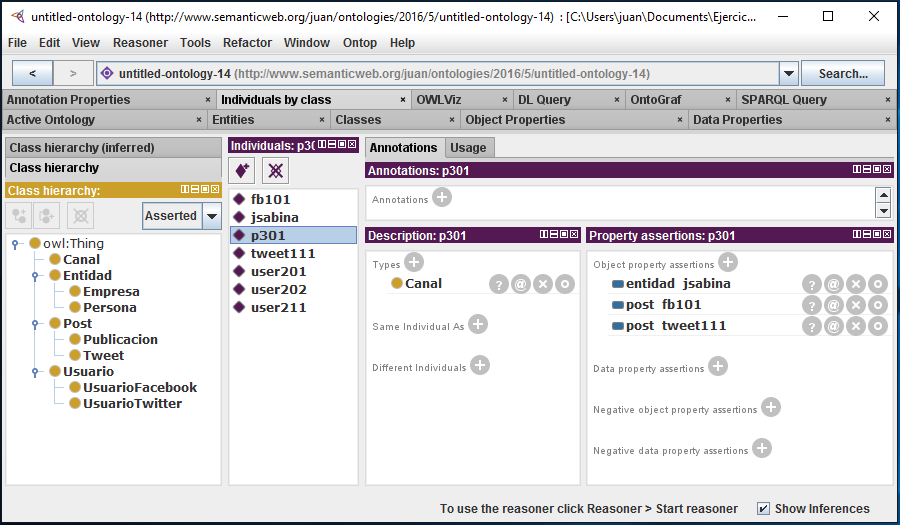 untitled-ontology-14 (http://www.semanticweb.org/juan/ontologies/2016/5/untitled-ontology-14) : [C:\Users\juan\Documents\Ejercic...
File Edit View Reasoner Tools Refactor Window Ontop Help
< > untitled-ontology-14 (http://www.semanticweb.org/juan/ontologies/2016/5/untitled-ontology-14) Search...
Annotation Properties × Individuals by class × OWLViz × DL Query × OntoGraf × SPARQL Query ×
Active Ontology × Entities × Classes × Object Properties × Data Properties ×
Class hierarchy (inferred)
Class hierarchy
Class hierarchy:
Asserted
owl:Thing
Canal
Entidad
Empresa
Persona
Post
Publicacion
Tweet
Usuario
UsuarioFacebook
UsuarioTwitter
Individuals: p30
fb101
jsabina
p301
tweet111
user201
user202
user211
Annotations Usage
Annotations: p301
Annotations
Description: p301
Types
Canal
Same Individual As
Different Individuals
Property assertions: p301
Object property assertions
entidad jsabina
post fb101
post tweet111
Data property assertions
Negative object property assertions
Negative data property assertions
To use the reasoner click Reasoner > Start reasoner Show Inferences